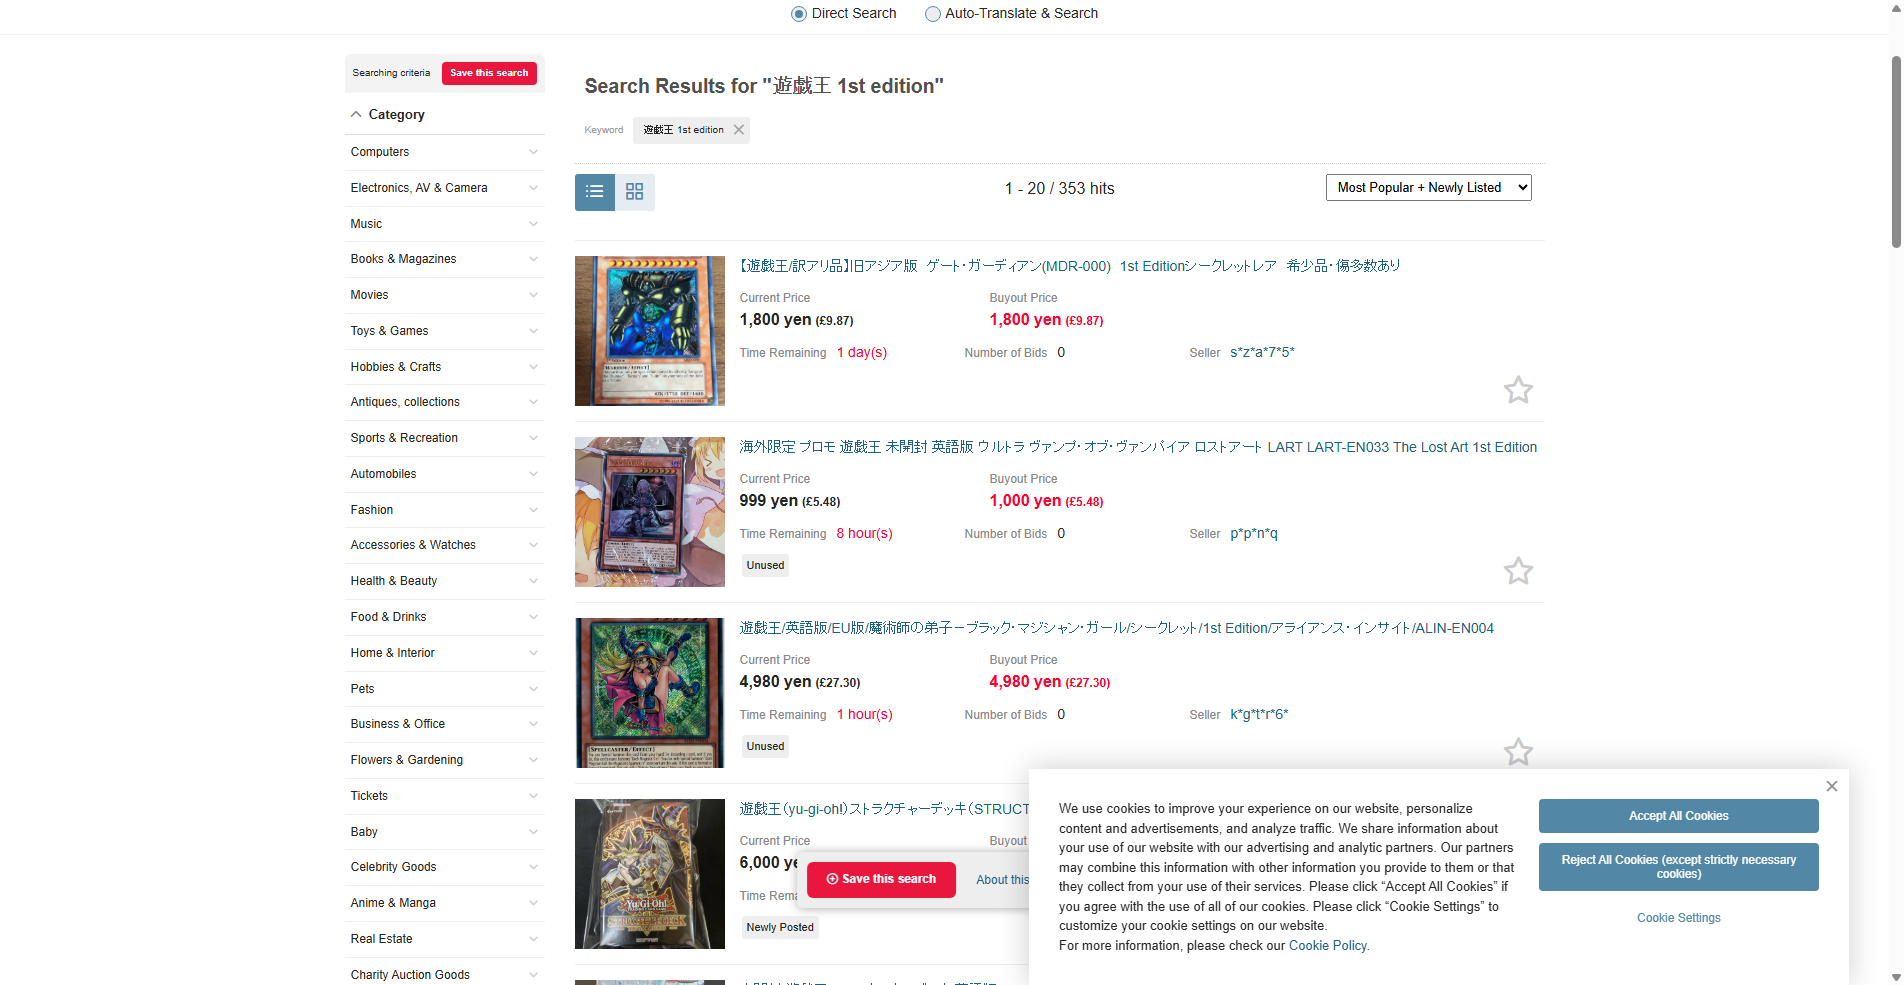 Direct Search
Auto-Translate & Search
Searching criteria
Save this search
Category
Computers
Electronics, AV & Camera
Music
Books & Magazines
Movies
Toys & Games
Hobbies & Crafts
Antiques, collections
Sports & Recreation
Automobiles
Fashion
Accessories & Watches
Health & Beauty
Food & Drinks
Home & Interior
Pets
Business & Office
Flowers & Gardening
Tickets
Baby
Celebrity Goods
Anime & Manga
Real Estate
Charity Auction Goods
Search Results for "遊戯王 1st edition"
Keyword
遊戯王 1st edition
1 - 20 / 353 hits
Most Popular + Newly Listed
【遊戯王/訳アリ品】旧アジア版　ゲート・ガーディアン(MDR-000)  1st Editionシークレットレア　希少品・傷多数あり
Current Price
Buyout Price
1,800 yen (£9.87)
1,800 yen (£9.87)
Time Remaining 1 day(s)
Number of Bids 0
Seller s*z*a*7*5*
海外限定 プロモ 遊戯王 未開封 英語版 ウルトラ ヴァンプ・オブ・ヴァンパイア ロストアート LART LART-EN033 The Lost Art 1st Edition
Current Price
Buyout Price
999 yen (£5.48)
1,000 yen (£5.48)
Time Remaining 8 hour(s)
Number of Bids 0
Seller p*p*n*q
Unused
遊戯王/英語版/EU版/魔術師の弟子－ブラック・マジシャン・ガール/シークレット/1st Edition/アライアンス・インサイト/ALIN-EN004
Current Price
Buyout Price
4,980 yen (£27.30)
4,980 yen (£27.30)
Time Remaining 1 hour(s)
Number of Bids 0
Seller k*g*t*r*6*
Unused
[SPELLCASTER/EFFECT]
遊戯王（yu-gi-oh!）ストラクチャーデッキ（STRUCT
Current Price
Buyout
6,000 ye
Time Rema
Newly Posted
Yu-Gi-Oh!
Save this search
About this
We use cookies to improve your experience on our website, personalize
content and advertisements, and analyze traffic. We share information about
your use of our website with our advertising and analytic partners. Our partners
may combine this information with other information you provide to them or that
they collect from your use of their services. Please click “Accept All Cookies” if
you agree with the use of all of our cookies. Please click “Cookie Settings” to
customize your cookie settings on our website.
For more information, please check our Cookie Policy.
Accept All Cookies
Reject All Cookies (except strictly necessary
cookies)
Cookie Settings